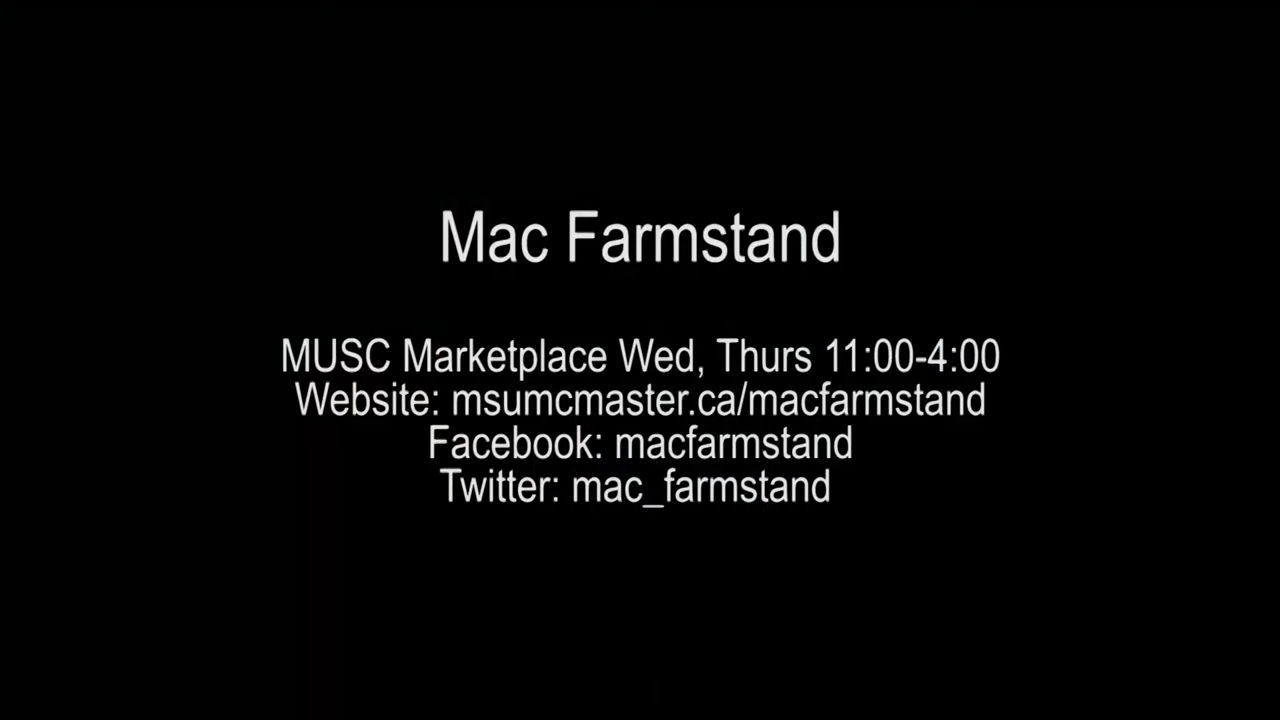 Mac Farmstand
MUSC Marketplace Wed, Thurs 11:00-4:00
Website: msumcmaster.ca/macfarmstand
Facebook: macfarmstand
Twitter: mac_farmstand